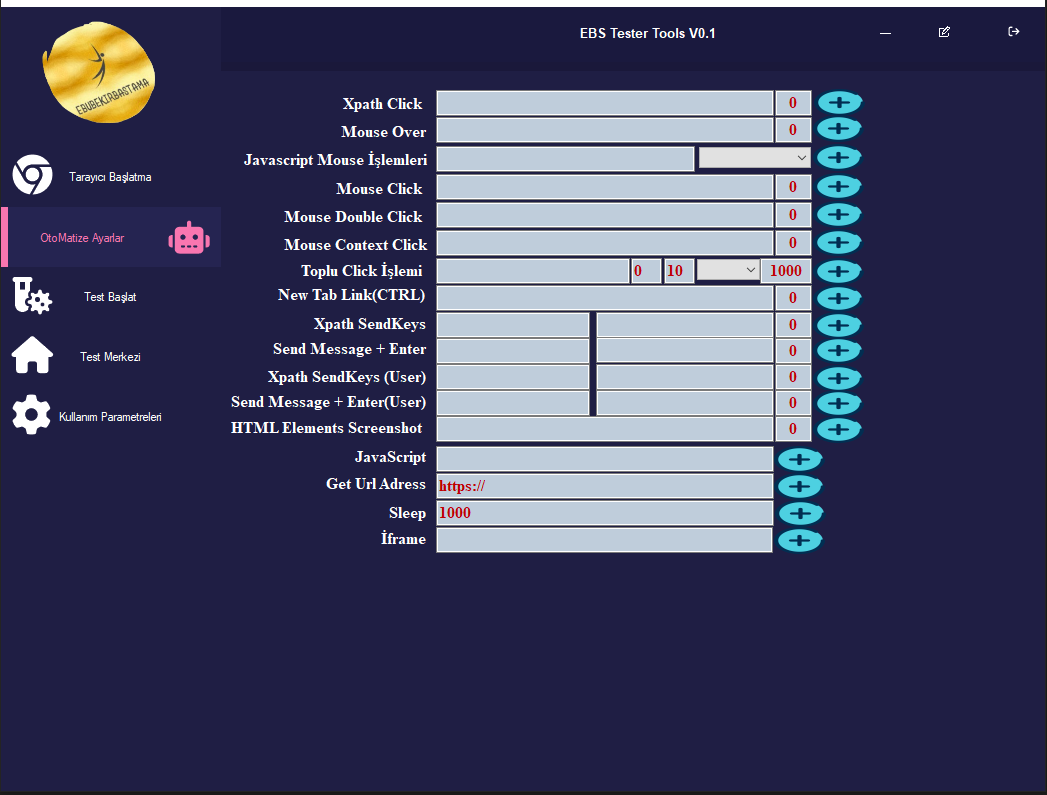 EBS Tester Tools V0.1
EBUBEKİRBASTAMA
Tarayıcı Başlatma
OtoMatize Ayarlar
Test Başlat
Test Merkezi
Kullanım Parametreleri
Xpath Click 0
Mouse Over 0
Javascript Mouse İşlemleri
Mouse Click 0
Mouse Double Click 0
Mouse Context Click 0
Toplu Click İşlemi 0 10 1000
New Tab Link(CTRL) 0
Xpath SendKeys 0
Send Message + Enter 0
Xpath SendKeys (User) 0
Send Message + Enter(User) 0
HTML Elements Screenshot 0
JavaScript
Get Url Adress https://
Sleep 1000
İframe